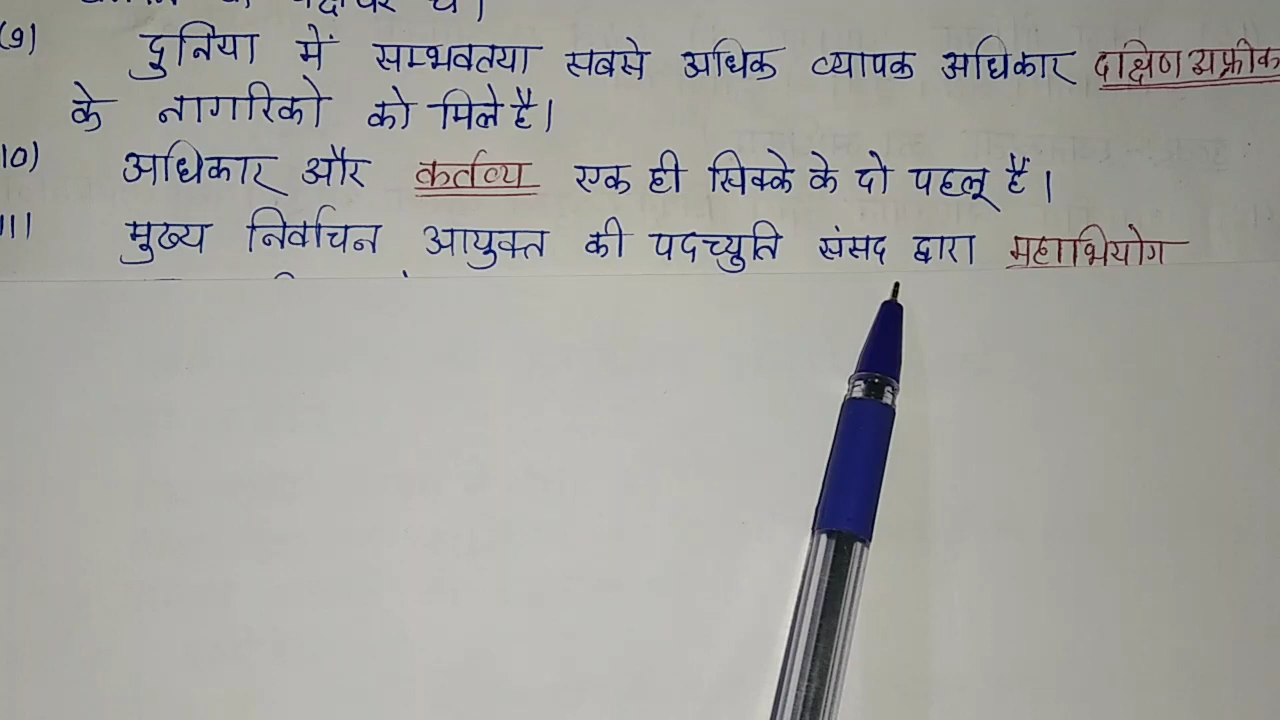 (9) दुनिया में सम्भवतया सबसे अधिक व्यापक अधिकार दक्षिण अफ्रीक
के नागरिको को मिले है।
10) अधिकार और कर्तव्य एक ही सिक्के के दो पहलू हैं।
111 मुख्य निर्वाचन आयुक्त की पदच्युति संसद द्वारा महाभियोग